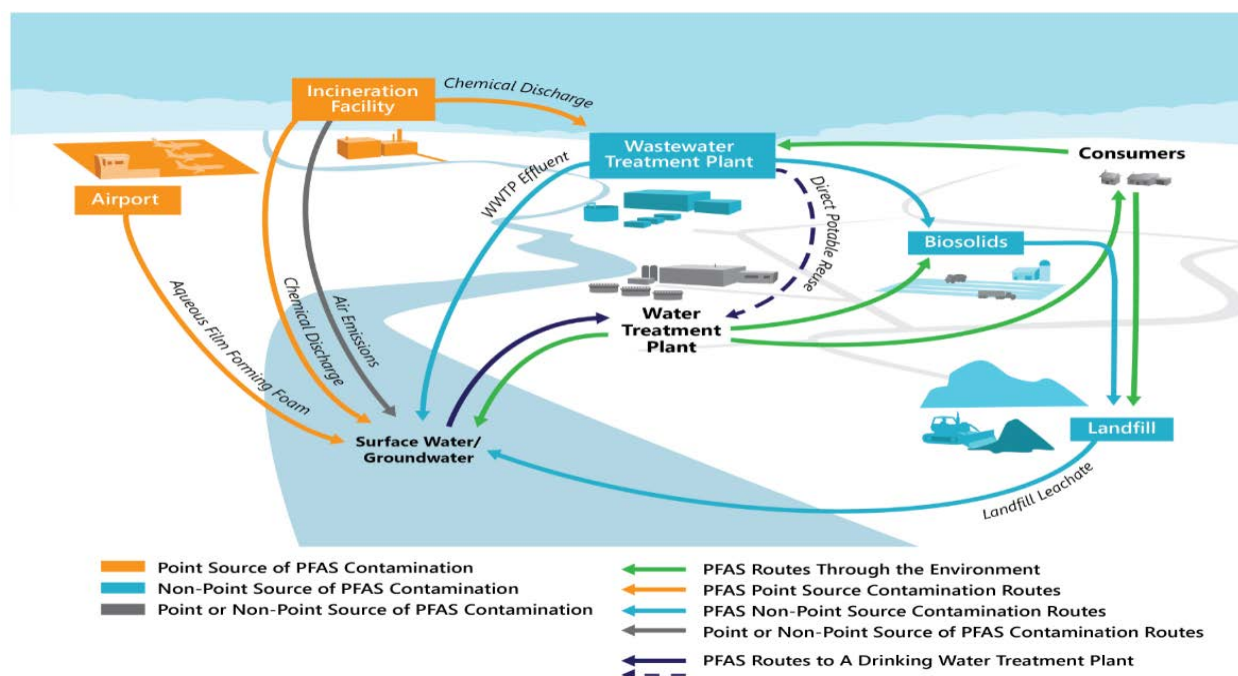 Chemical Discharge
Incineration
Facility
Wastewater
Treatment Plant
Consumers
Airport
WWTP Effluent
Direct Potable Reuse
Biosolids
Aqueous Film Forming Foam
Chemical Discharge
Air Emissions
Water
Treatment
Plant
Surface Water/
Groundwater
Landfill
Landfill Leachate
Point Source of PFAS Contamination
Non-Point Source of PFAS Contamination
Point or Non-Point Source of PFAS Contamination
PFAS Routes Through the Environment
PFAS Point Source Contamination Routes
PFAS Non-Point Source Contamination Routes
Point or Non-Point Source of PFAS Contamination Routes
PFAS Routes to A Drinking Water Treatment Plant